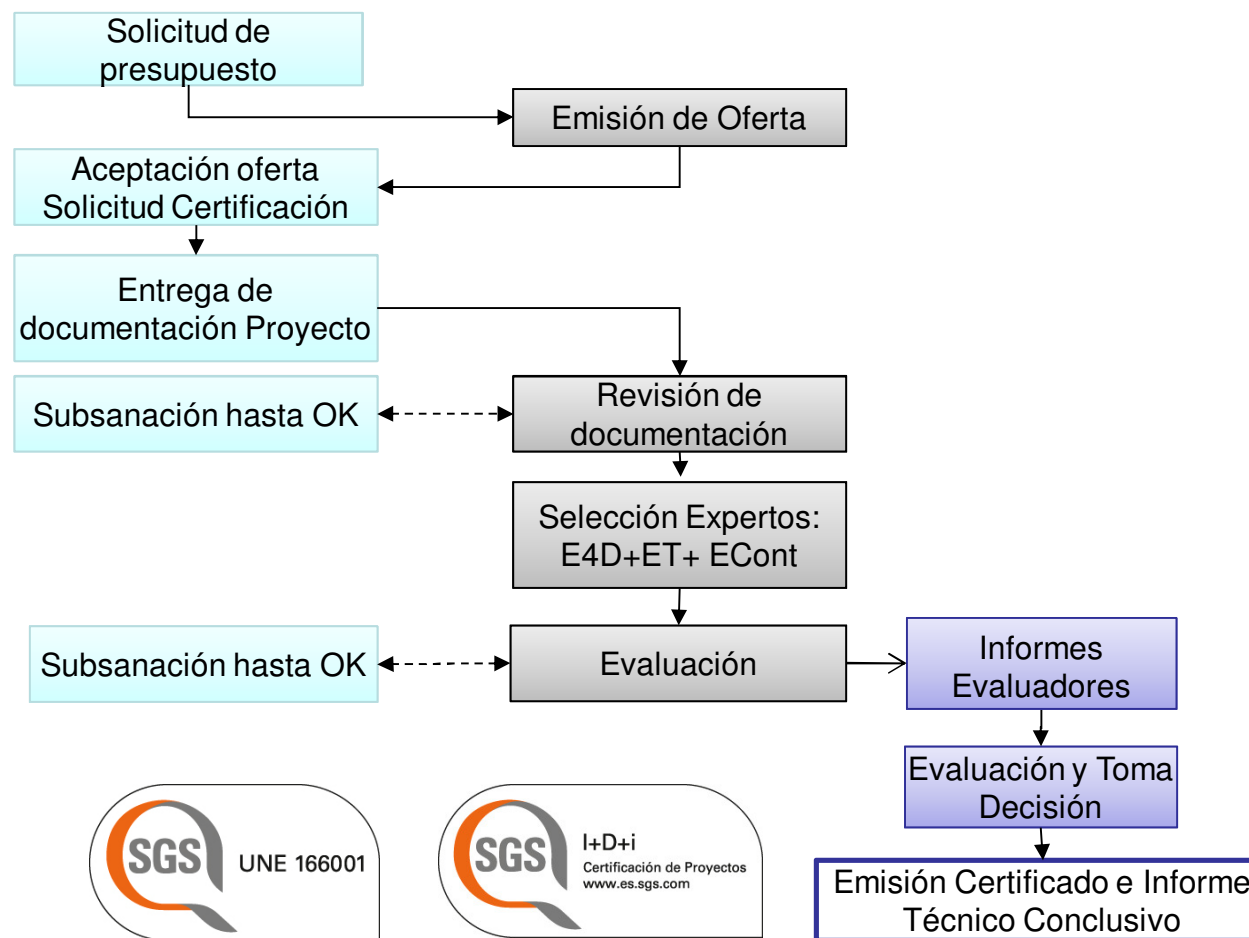 Solicitud de
presupuesto
Emisión de Oferta
Aceptación oferta
Solicitud Certificación
Entrega de
documentación Proyecto
Subsanación hasta OK
Revisión de
documentación
Selección Expertos:
E4D+ET+ ECont
Subsanación hasta OK
Evaluación
Informes
Evaluadores
Evaluación y Toma
Decisión
Emisión Certificado e Informe
Técnico Conclusivo
SGS
UNE 166001
SGS
I+D+i
Certificación de Proyectos
www.es.sgs.com